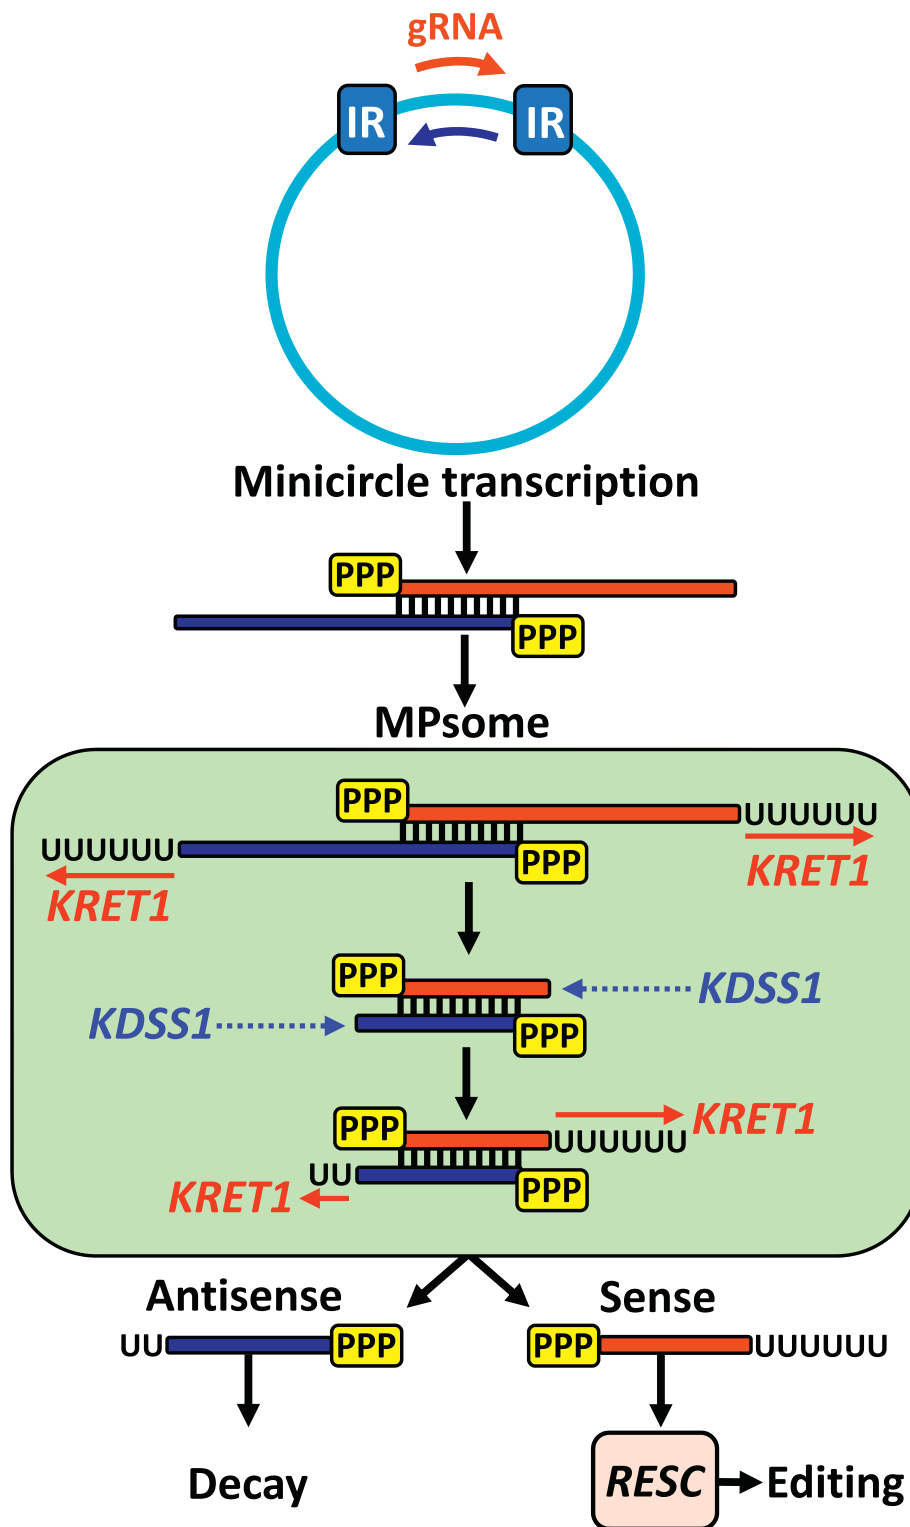 gRNA
IR IR
Minicircle transcription
PPP
PPP
MPsome
PPP UUUUUU
UUUUUU PPP KRET1
KRET1
PPP KDSS1
KDSS1 PPP
PPP KRET1
UUUUUU
UU
KRET1 PPP
Antisense Sense
UU PPP PPP UUUUUU
Decay RESC Editing